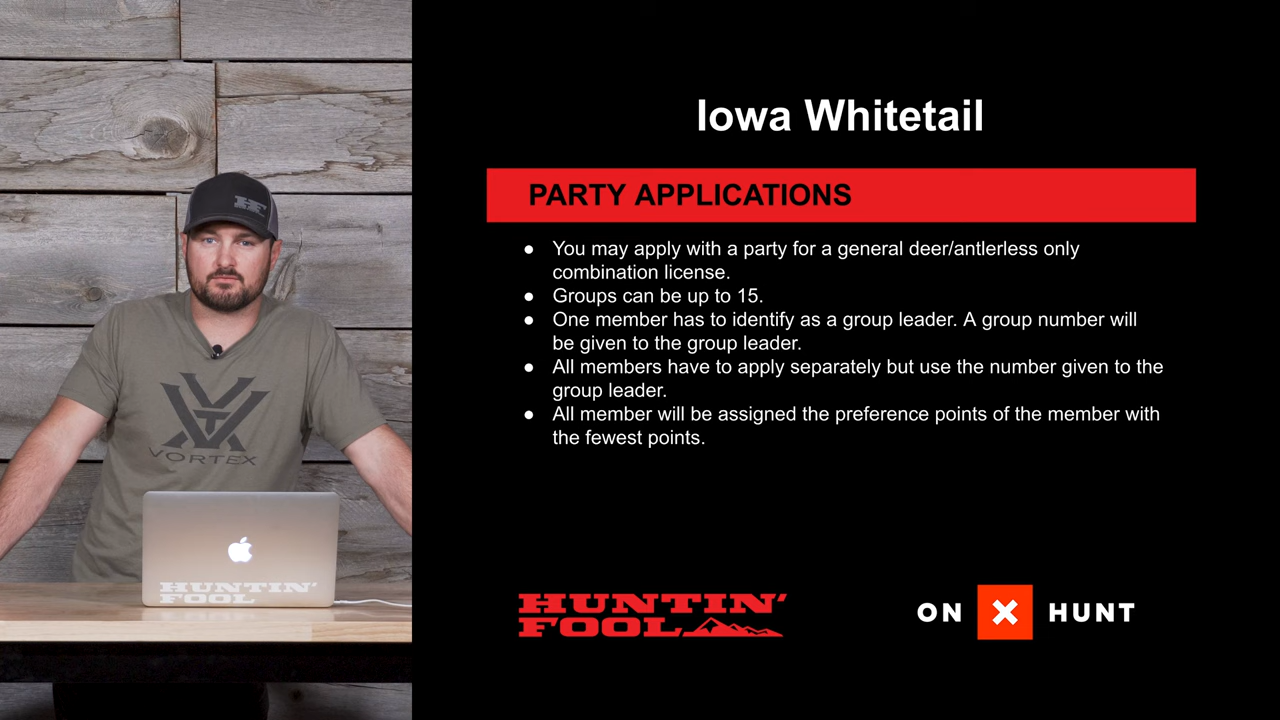 HF
VORTEX
HUNTIN'
FOOL
Iowa Whitetail
PARTY APPLICATIONS
● You may apply with a party for a general deer/antlerless only
combination license.
● Groups can be up to 15.
● One member has to identify as a group leader. A group number will
be given to the group leader.
● All members have to apply separately but use the number given to the
group leader.
● All member will be assigned the preference points of the member with
the fewest points.
HUNTIN'
FOOL
ON X HUNT